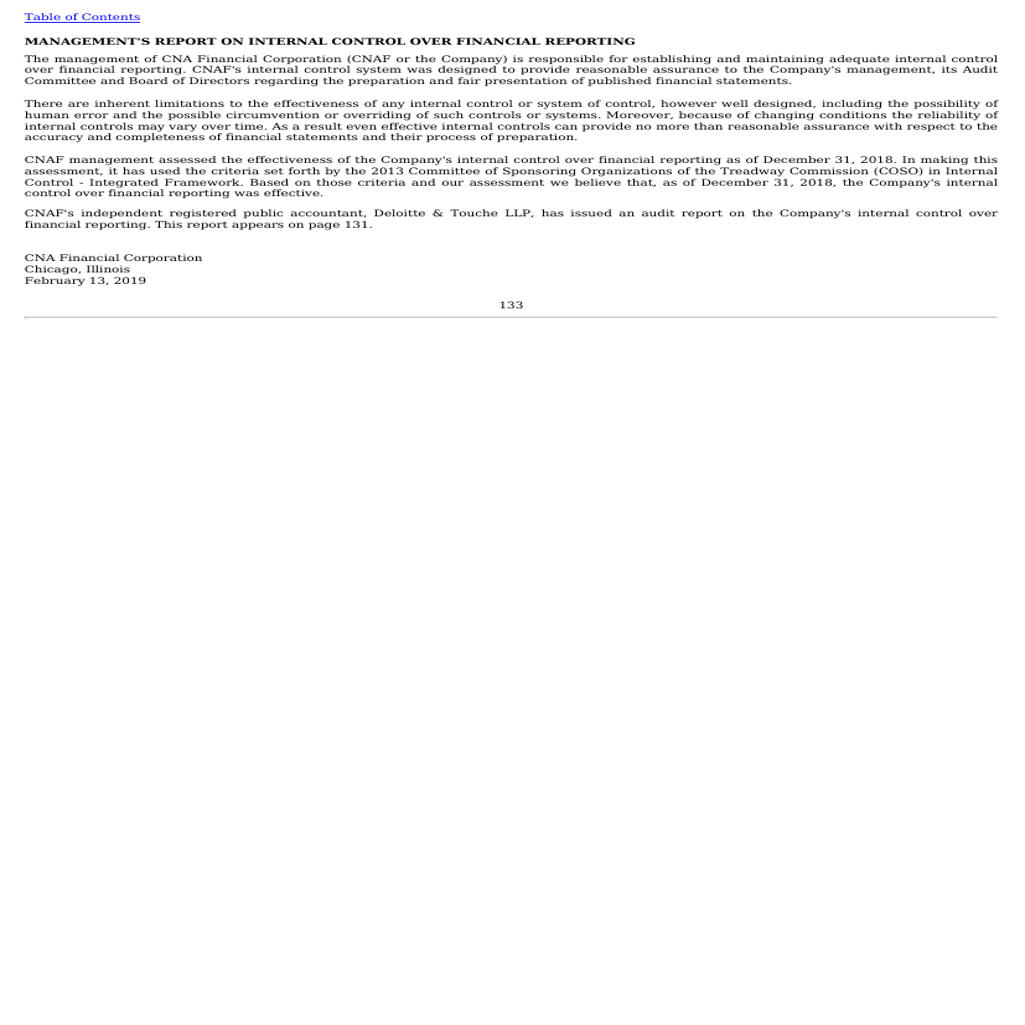 Table of Contents
MANAGEMENT'S REPORT ON INTERNAL CONTROL OVER FINANCIAL REPORTING
The management of CNA Financial Corporation (CNAF or the Company) is responsible for establishing and maintaining adequate internal control
over financial reporting. CNAF's internal control system was designed to provide reasonable assurance to the Company's management, its Audit
Committee and Board of Directors regarding the preparation and fair presentation of published financial statements.
There are inherent limitations to the effectiveness of any internal control or system of control, however well designed, including the possibility of
human error and the possible circumvention or overriding of such controls or systems. Moreover, because of changing conditions the reliability of
internal controls may vary over time. As a result even effective internal controls can provide no more than reasonable assurance with respect to the
accuracy and completeness of financial statements and their process of preparation.
CNAF management assessed the effectiveness of the Company's internal control over financial reporting as of December 31, 2018. In making this
assessment, it has used the criteria set forth by the 2013 Committee of Sponsoring Organizations of the Treadway Commission (COSO) in Internal
Control - Integrated Framework. Based on those criteria and our assessment we believe that, as of December 31, 2018, the Company's internal
control over financial reporting was effective.
CNAF's independent registered public accountant, Deloitte & Touche LLP, has issued an audit report on the Company's internal control over
financial reporting. This report appears on page 131.
CNA Financial Corporation
Chicago, Illinois
February 13, 2019
133